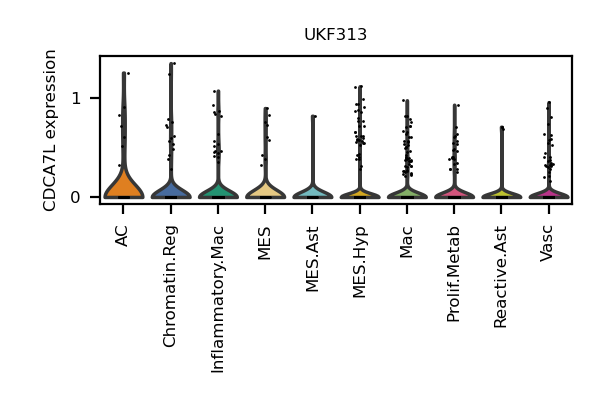 UKF313
CDCA7L expression
1
0
AC
Chromatin.Reg
Inflammatory.Mac
MES
MES.Ast
MES.Hyp
Mac
Prolif.Metab
Reactive.Ast
Vasc